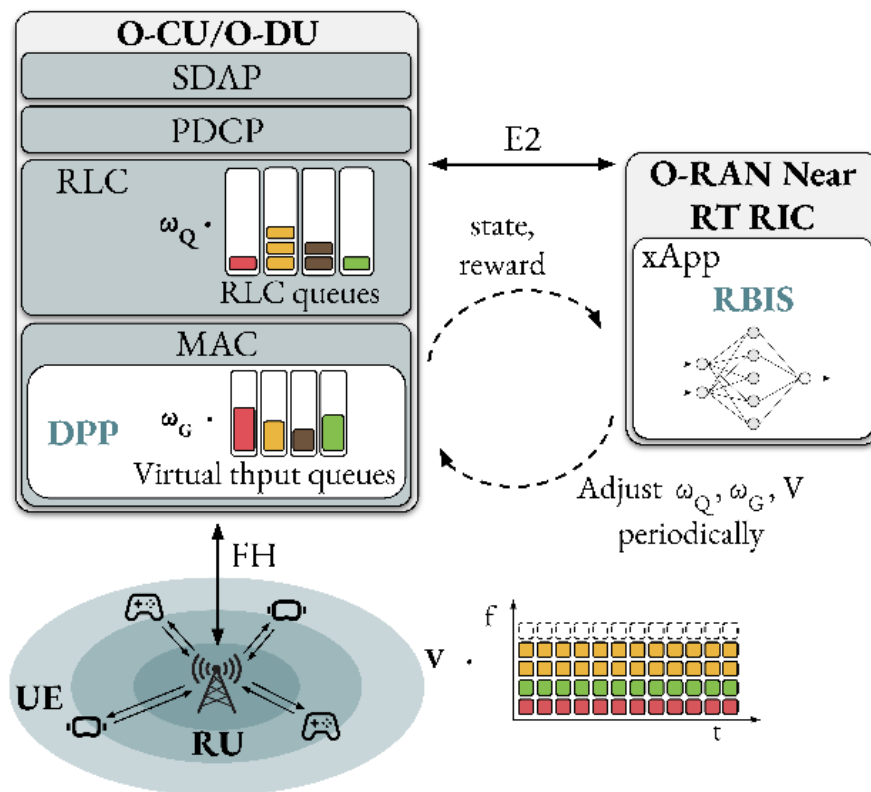 O-CU/O-DU
SDAP
PDCP
RLC
ω_Q ·
RLC queues
MAC
DPP
ω_G ·
Virtual thput queues
E2
state,
reward
O-RAN Near
RT RIC
xApp
RBIS
Adjust ω_Q, ω_G, V
periodically
FH
UE
RU
V ·
f
t